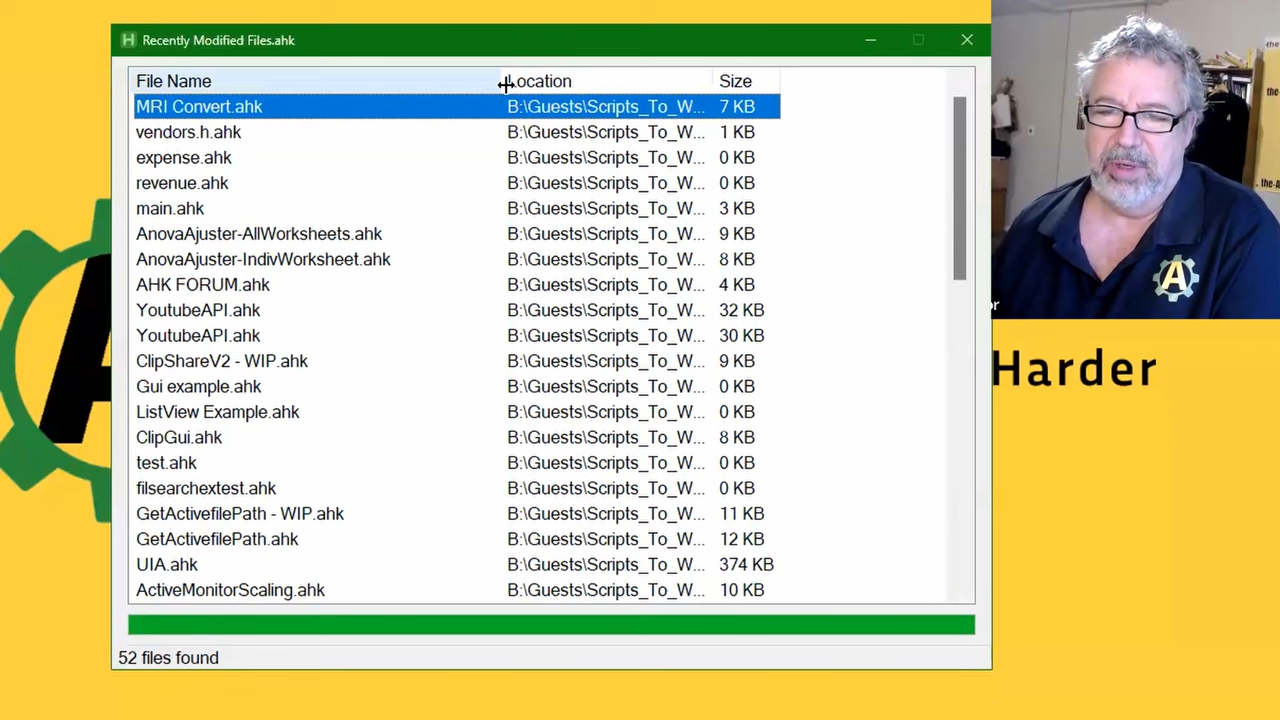 Recently Modified Files.ahk
File Name Location Size
MRI Convert.ahk B:\Guests\Scripts_To_W... 7 KB
vendors.h.ahk B:\Guests\Scripts_To_W... 1 KB
expense.ahk B:\Guests\Scripts_To_W... 0 KB
revenue.ahk B:\Guests\Scripts_To_W... 0 KB
main.ahk B:\Guests\Scripts_To_W... 3 KB
AnovaAjuster-AllWorksheets.ahk B:\Guests\Scripts_To_W... 9 KB
AnovaAjuster-IndivWorksheet.ahk B:\Guests\Scripts_To_W... 8 KB
AHK FORUM.ahk B:\Guests\Scripts_To_W... 4 KB
YoutubeAPI.ahk B:\Guests\Scripts_To_W... 32 KB
YoutubeAPI.ahk B:\Guests\Scripts_To_W... 30 KB
ClipShareV2 - WIP.ahk B:\Guests\Scripts_To_W... 9 KB
Gui example.ahk B:\Guests\Scripts_To_W... 0 KB
ListView Example.ahk B:\Guests\Scripts_To_W... 0 KB
ClipGui.ahk B:\Guests\Scripts_To_W... 8 KB
test.ahk B:\Guests\Scripts_To_W... 0 KB
filsearchextest.ahk B:\Guests\Scripts_To_W... 0 KB
GetActivefilePath - WIP.ahk B:\Guests\Scripts_To_W... 11 KB
GetActivefilePath.ahk B:\Guests\Scripts_To_W... 12 KB
UIA.ahk B:\Guests\Scripts_To_W... 374 KB
ActiveMonitorScaling.ahk B:\Guests\Scripts_To_W... 10 KB
52 files found
Harder
A